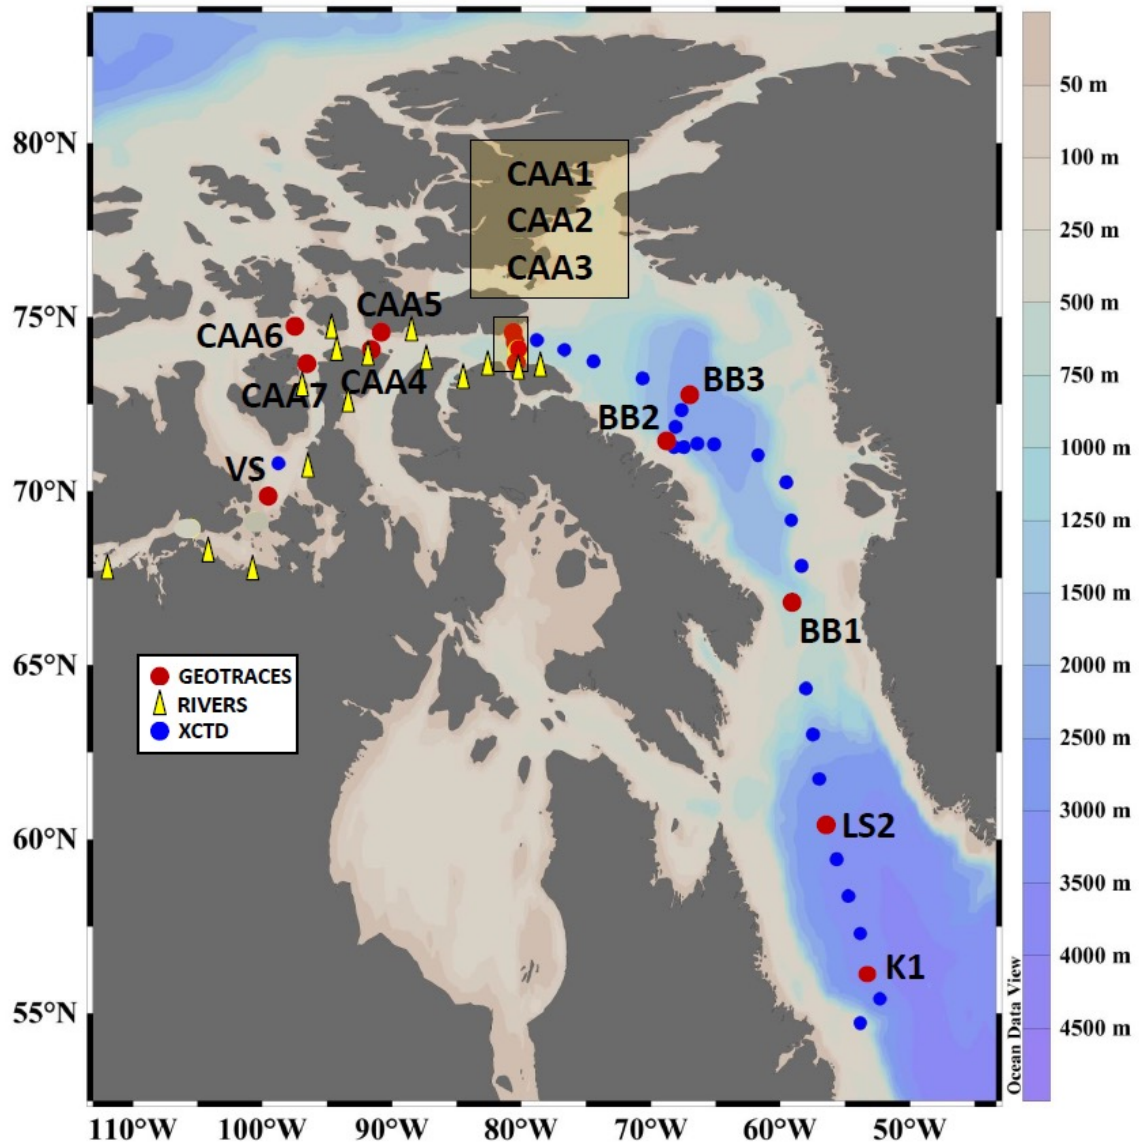 80°N
75°N
70°N
65°N
60°N
55°N
110°W
100°W
90°W
80°W
70°W
60°W
50°W
CAA1
CAA2
CAA3
CAA5
CAA6
CAA4
CAA7
VS
BB3
BB2
BB1
LS2
K1
GEOTRACES
RIVERS
XCTD
50 m
100 m
250 m
500 m
750 m
1000 m
1250 m
1500 m
2000 m
2500 m
3000 m
3500 m
4000 m
4500 m
Ocean Data View